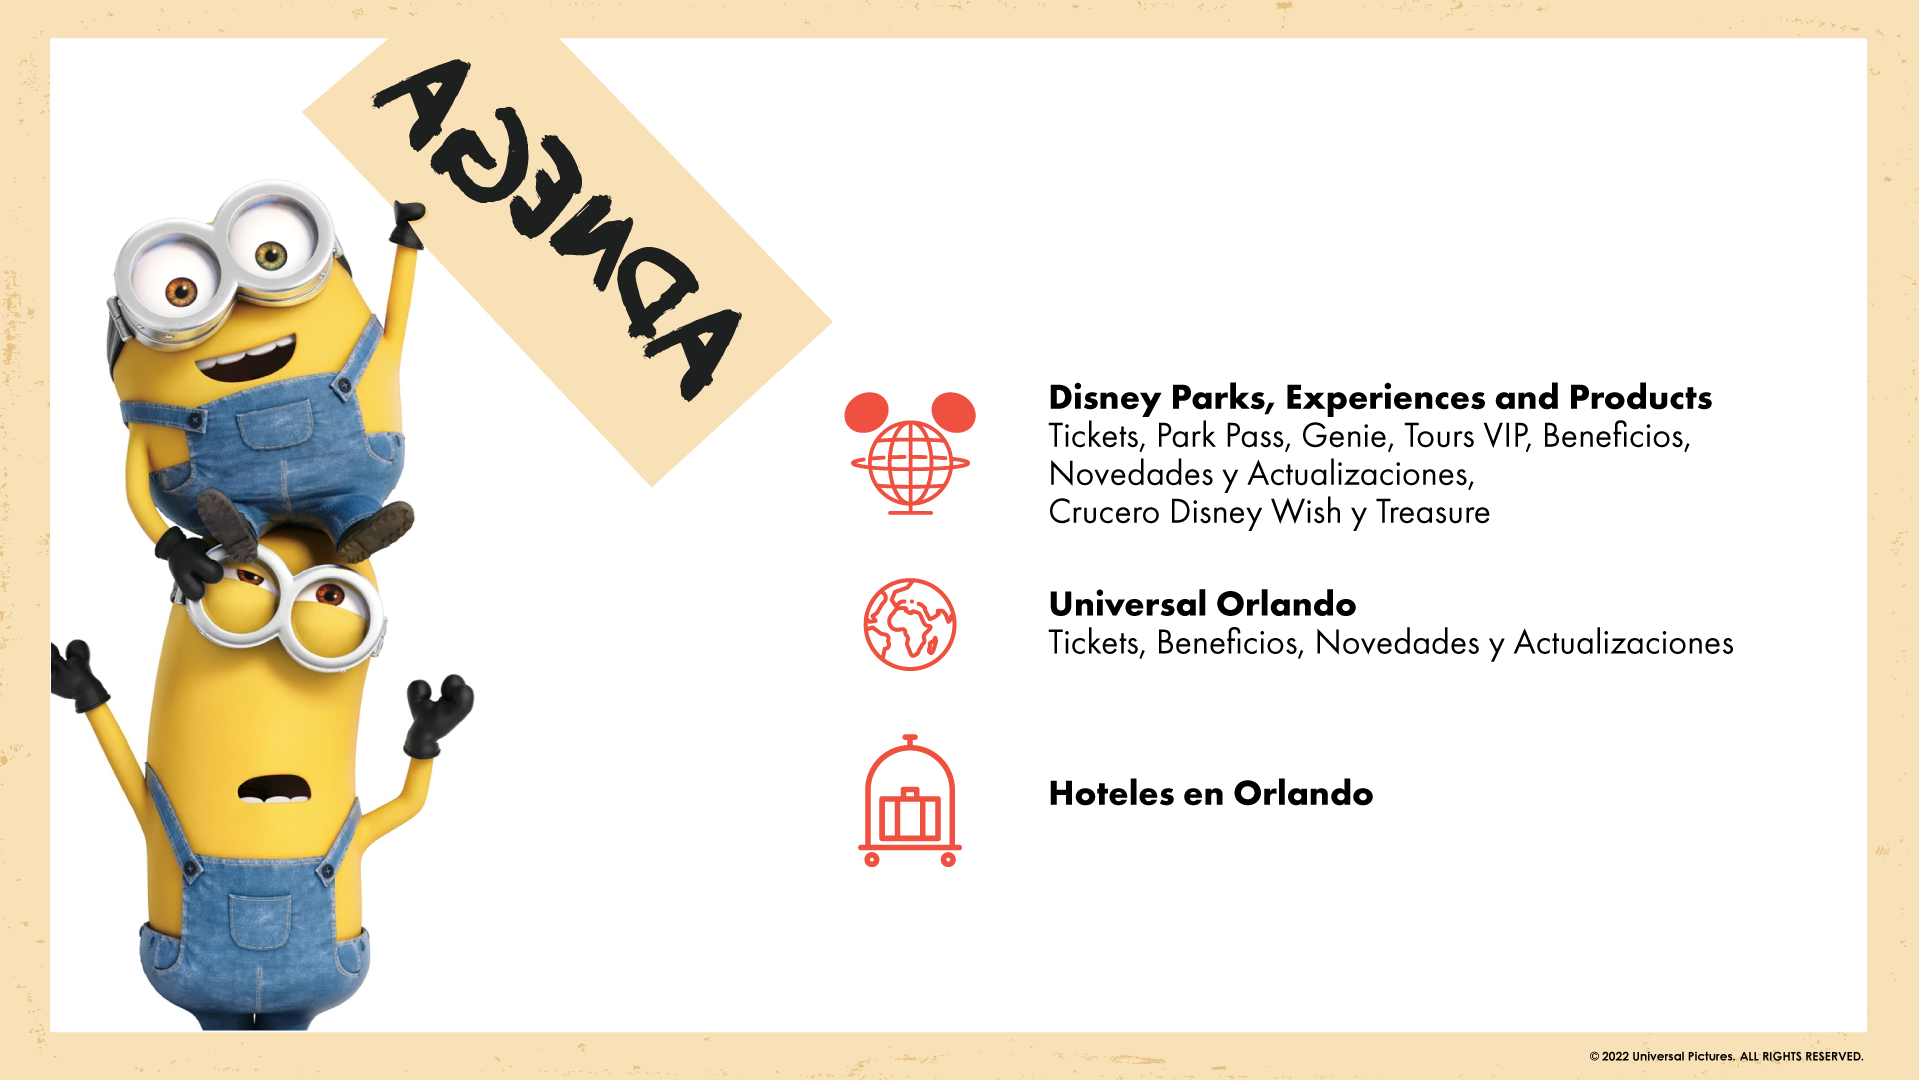 AGENDA
Disney Parks, Experiences and Products
Tickets, Park Pass, Genie, Tours VIP, Beneficios,
Novedades y Actualizaciones,
Crucero Disney Wish y Treasure
Universal Orlando
Tickets, Beneficios, Novedades y Actualizaciones
Hoteles en Orlando
© 2022 Universal Pictures. ALL RIGHTS RESERVED.